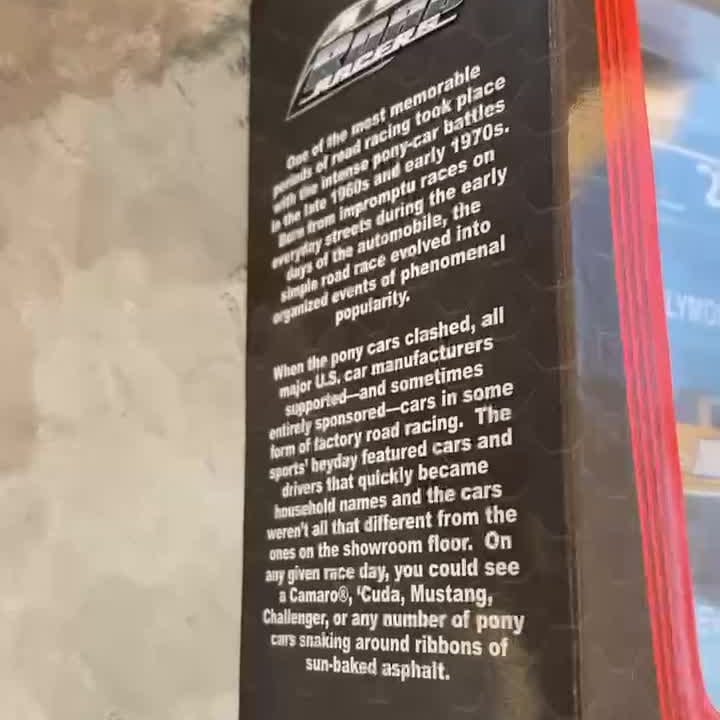 ROAD
RACERS
One of the most memorable
periods of road racing took place
with the intense pony-car battles
in the late 1960s and early 1970s.
Born from impromptu races on
everyday streets during the early
days of the automobile, the
simple road race evolved into
organized events of phenomenal
popularity.
When the pony cars clashed, all
major U.S. car manufacturers
supported—and sometimes
entirely sponsored—cars in some
form of factory road racing. The
sports' heyday featured cars and
drivers that quickly became
household names and the cars
weren't all that different from the
ones on the showroom floor. On
any given race day, you could see
a Camaro®, 'Cuda, Mustang,
Challenger, or any number of pony
cars snaking around ribbons of
sun-baked asphalt.